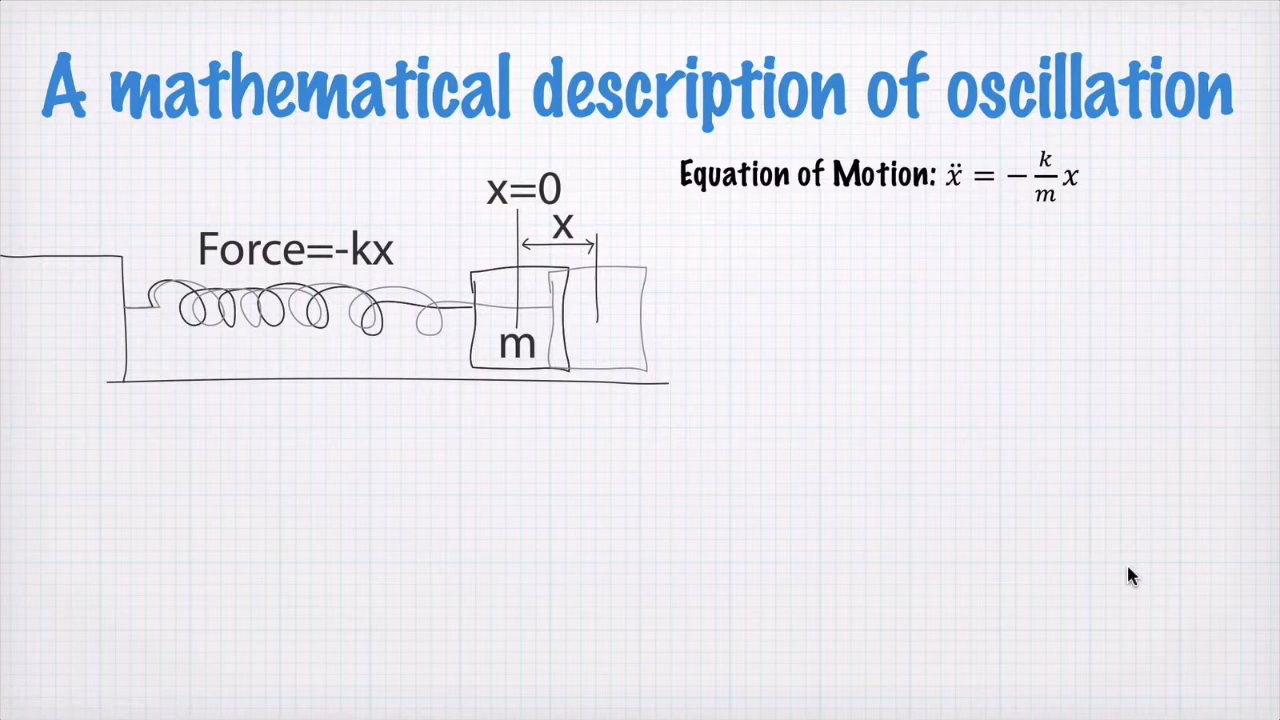 A mathematical description of oscillation
Equation of Motion: ẍ = −k/m x
x=0
x
Force=-kx
m